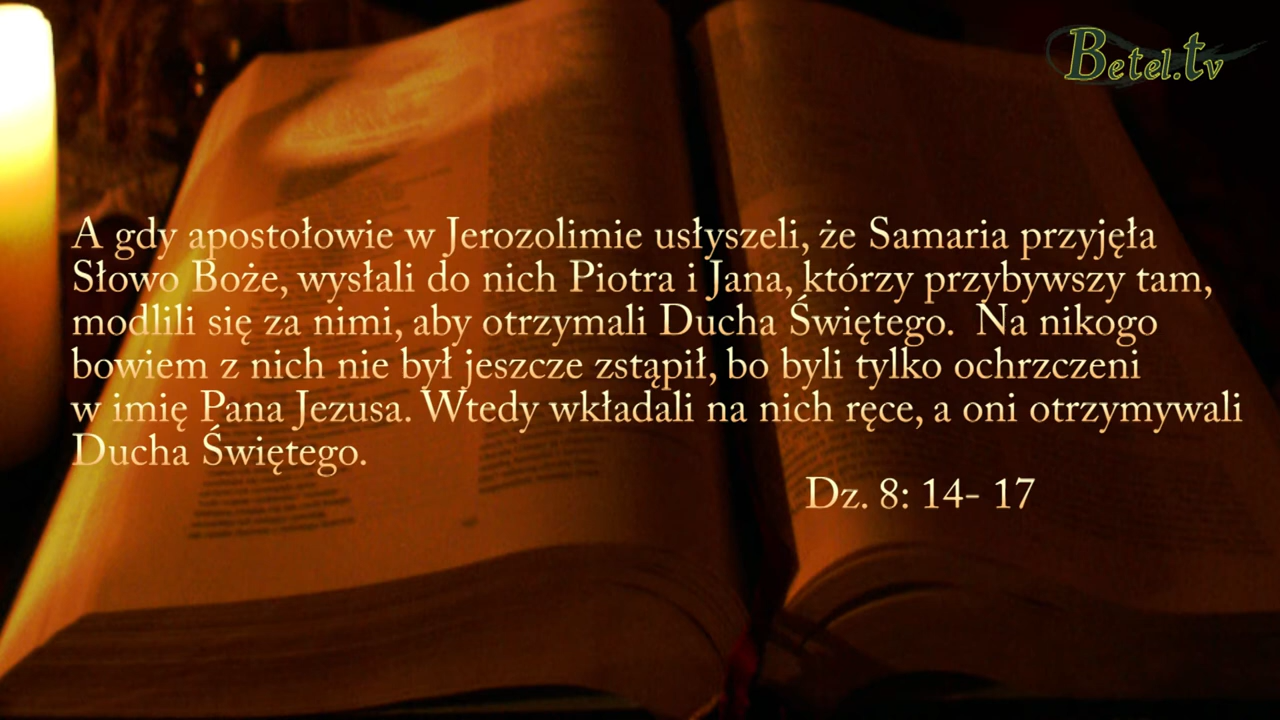 Betel.tv
A gdy apostołowie w Jerozolimie usłyszeli, że Samaria przyjęła
Słowo Boże, wysłali do nich Piotra i Jana, którzy przybywszy tam,
modlili się za nimi, aby otrzymali Ducha Świętego.  Na nikogo
bowiem z nich nie był jeszcze zstąpił, bo byli tylko ochrzczeni
w imię Pana Jezusa. Wtedy wkładali na nich ręce, a oni otrzymywali
Ducha Świętego.
Dz. 8: 14- 17